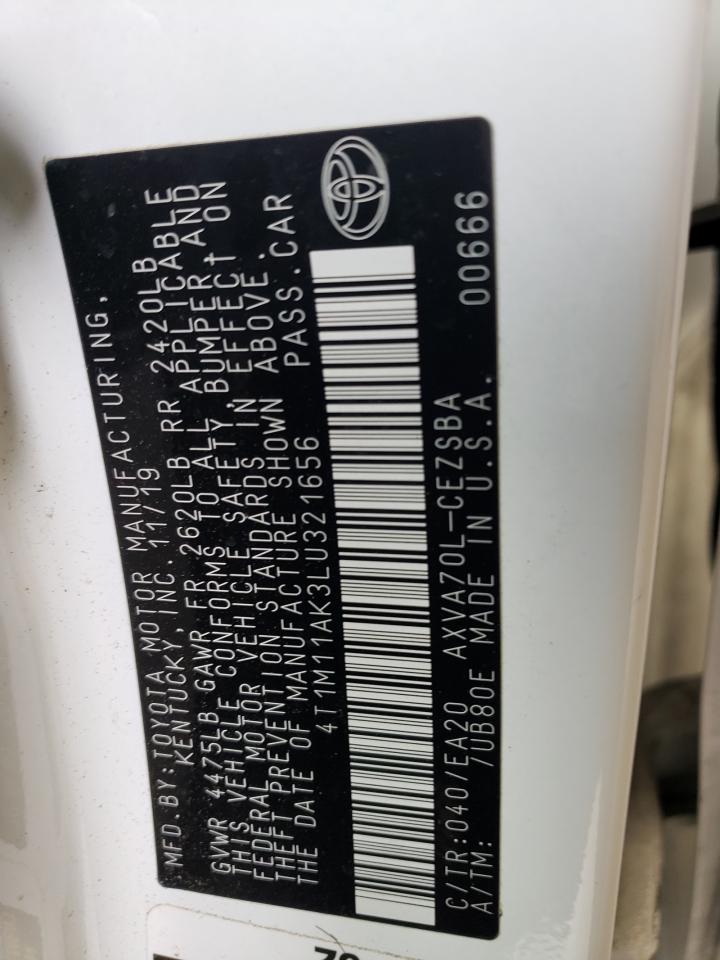 MFD.BY:TOYOTA MOTOR MANUFACTURING,
KENTUCKY, INC. 11/19
GVWR 4475LB GAWR FR 2620LB RR 2420LB
THIS VEHICLE CONFORMS TO ALL APPLICABLE
FEDERAL MOTOR VEHICLE SAFETY, BUMPER, AND
THEFT PREVENTION STANDARDS IN EFFECT ON
THE DATE OF MANUFACTURE SHOWN ABOVE.
4T1M11AK3LU321656 PASS.CAR
C/TR:040/EA20 AXVA70L-CEZSBA
A/TM: /UB80E MADE IN U.S.A. 00666